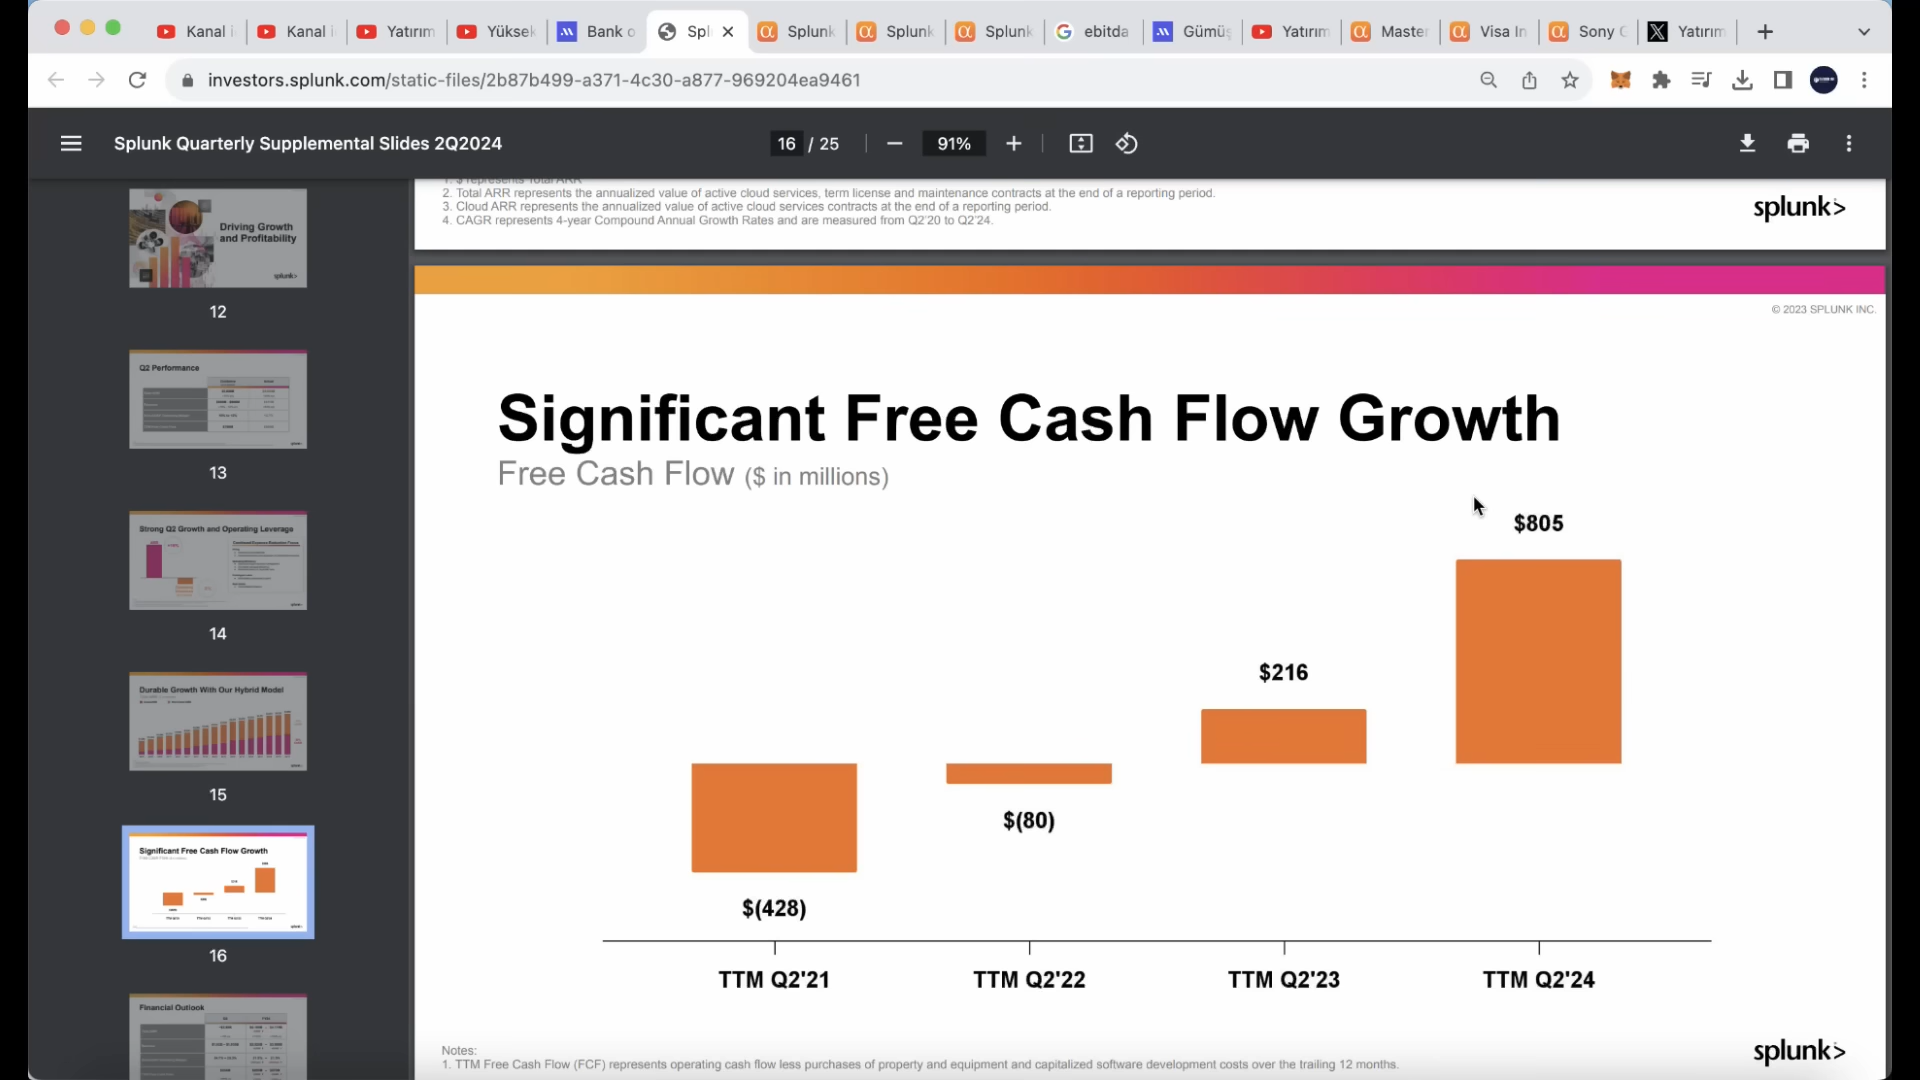 Kanal i
Kanal i
Yatırım
Yüksek
Bank o
Spl
Splunk
Splunk
Splunk
ebitda
Gümüş
Yatırım
Master
Visa In
Sony G
Yatırım
investors.splunk.com/static-files/2b87b499-a371-4c30-a877-969204ea9461
Splunk Quarterly Supplemental Slides 2Q2024
16 / 25
91%
Driving Growth
and Profitability
splunk>
12
Q2 Performance
13
Strong Q2 Growth and Operating Leverage
14
Durable Growth With Our Hybrid Model
15
Significant Free Cash Flow Growth
16
Financial Outlook
1. $ represents Total ARR
2. Total ARR represents the annualized value of active cloud services, term license and maintenance contracts at the end of a reporting period.
3. Cloud ARR represents the annualized value of active cloud services contracts at the end of a reporting period.
4. CAGR represents 4-year Compound Annual Growth Rates and are measured from Q2'20 to Q2'24.
splunk>
© 2023 SPLUNK INC.
Significant Free Cash Flow Growth
Free Cash Flow ($ in millions)
$805
$216
$(80)
$(428)
TTM Q2'21
TTM Q2'22
TTM Q2'23
TTM Q2'24
Notes:
1. TTM Free Cash Flow (FCF) represents operating cash flow less purchases of property and equipment and capitalized software development costs over the trailing 12 months.
splunk>